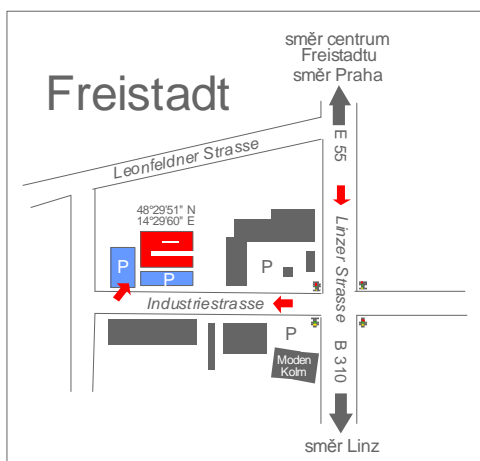 směr centrum
Freistadtu
směr Praha
Freistadt
E 55
Leonfeldner Strasse
48°29'51" N
14°29'60" E
Linzer Strasse
P
P
P
Industriestrasse
P
B 310
Moden
Kolm
směr Linz